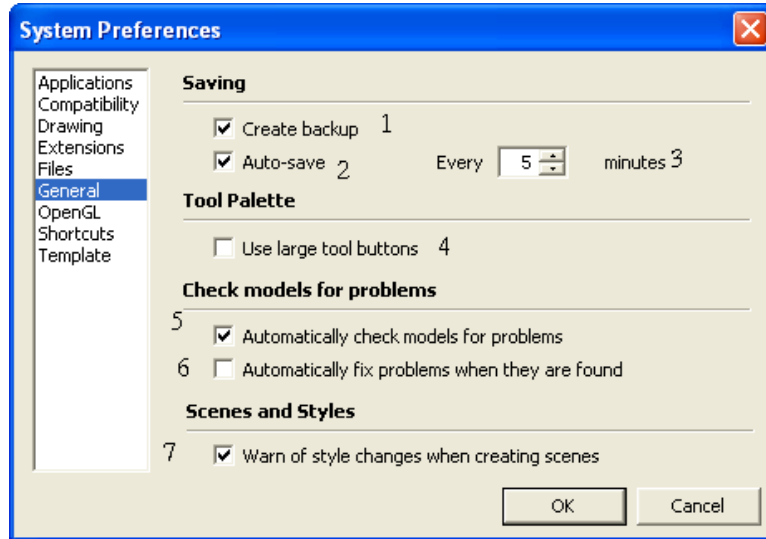 System Preferences
Applications
Compatibility
Drawing
Extensions
Files
General
OpenGL
Shortcuts
Template
Saving
Create backup 1
Auto-save 2 Every 5 minutes 3
Tool Palette
Use large tool buttons 4
Check models for problems
5 Automatically check models for problems
6 Automatically fix problems when they are found
Scenes and Styles
7 Warn of style changes when creating scenes
OK Cancel